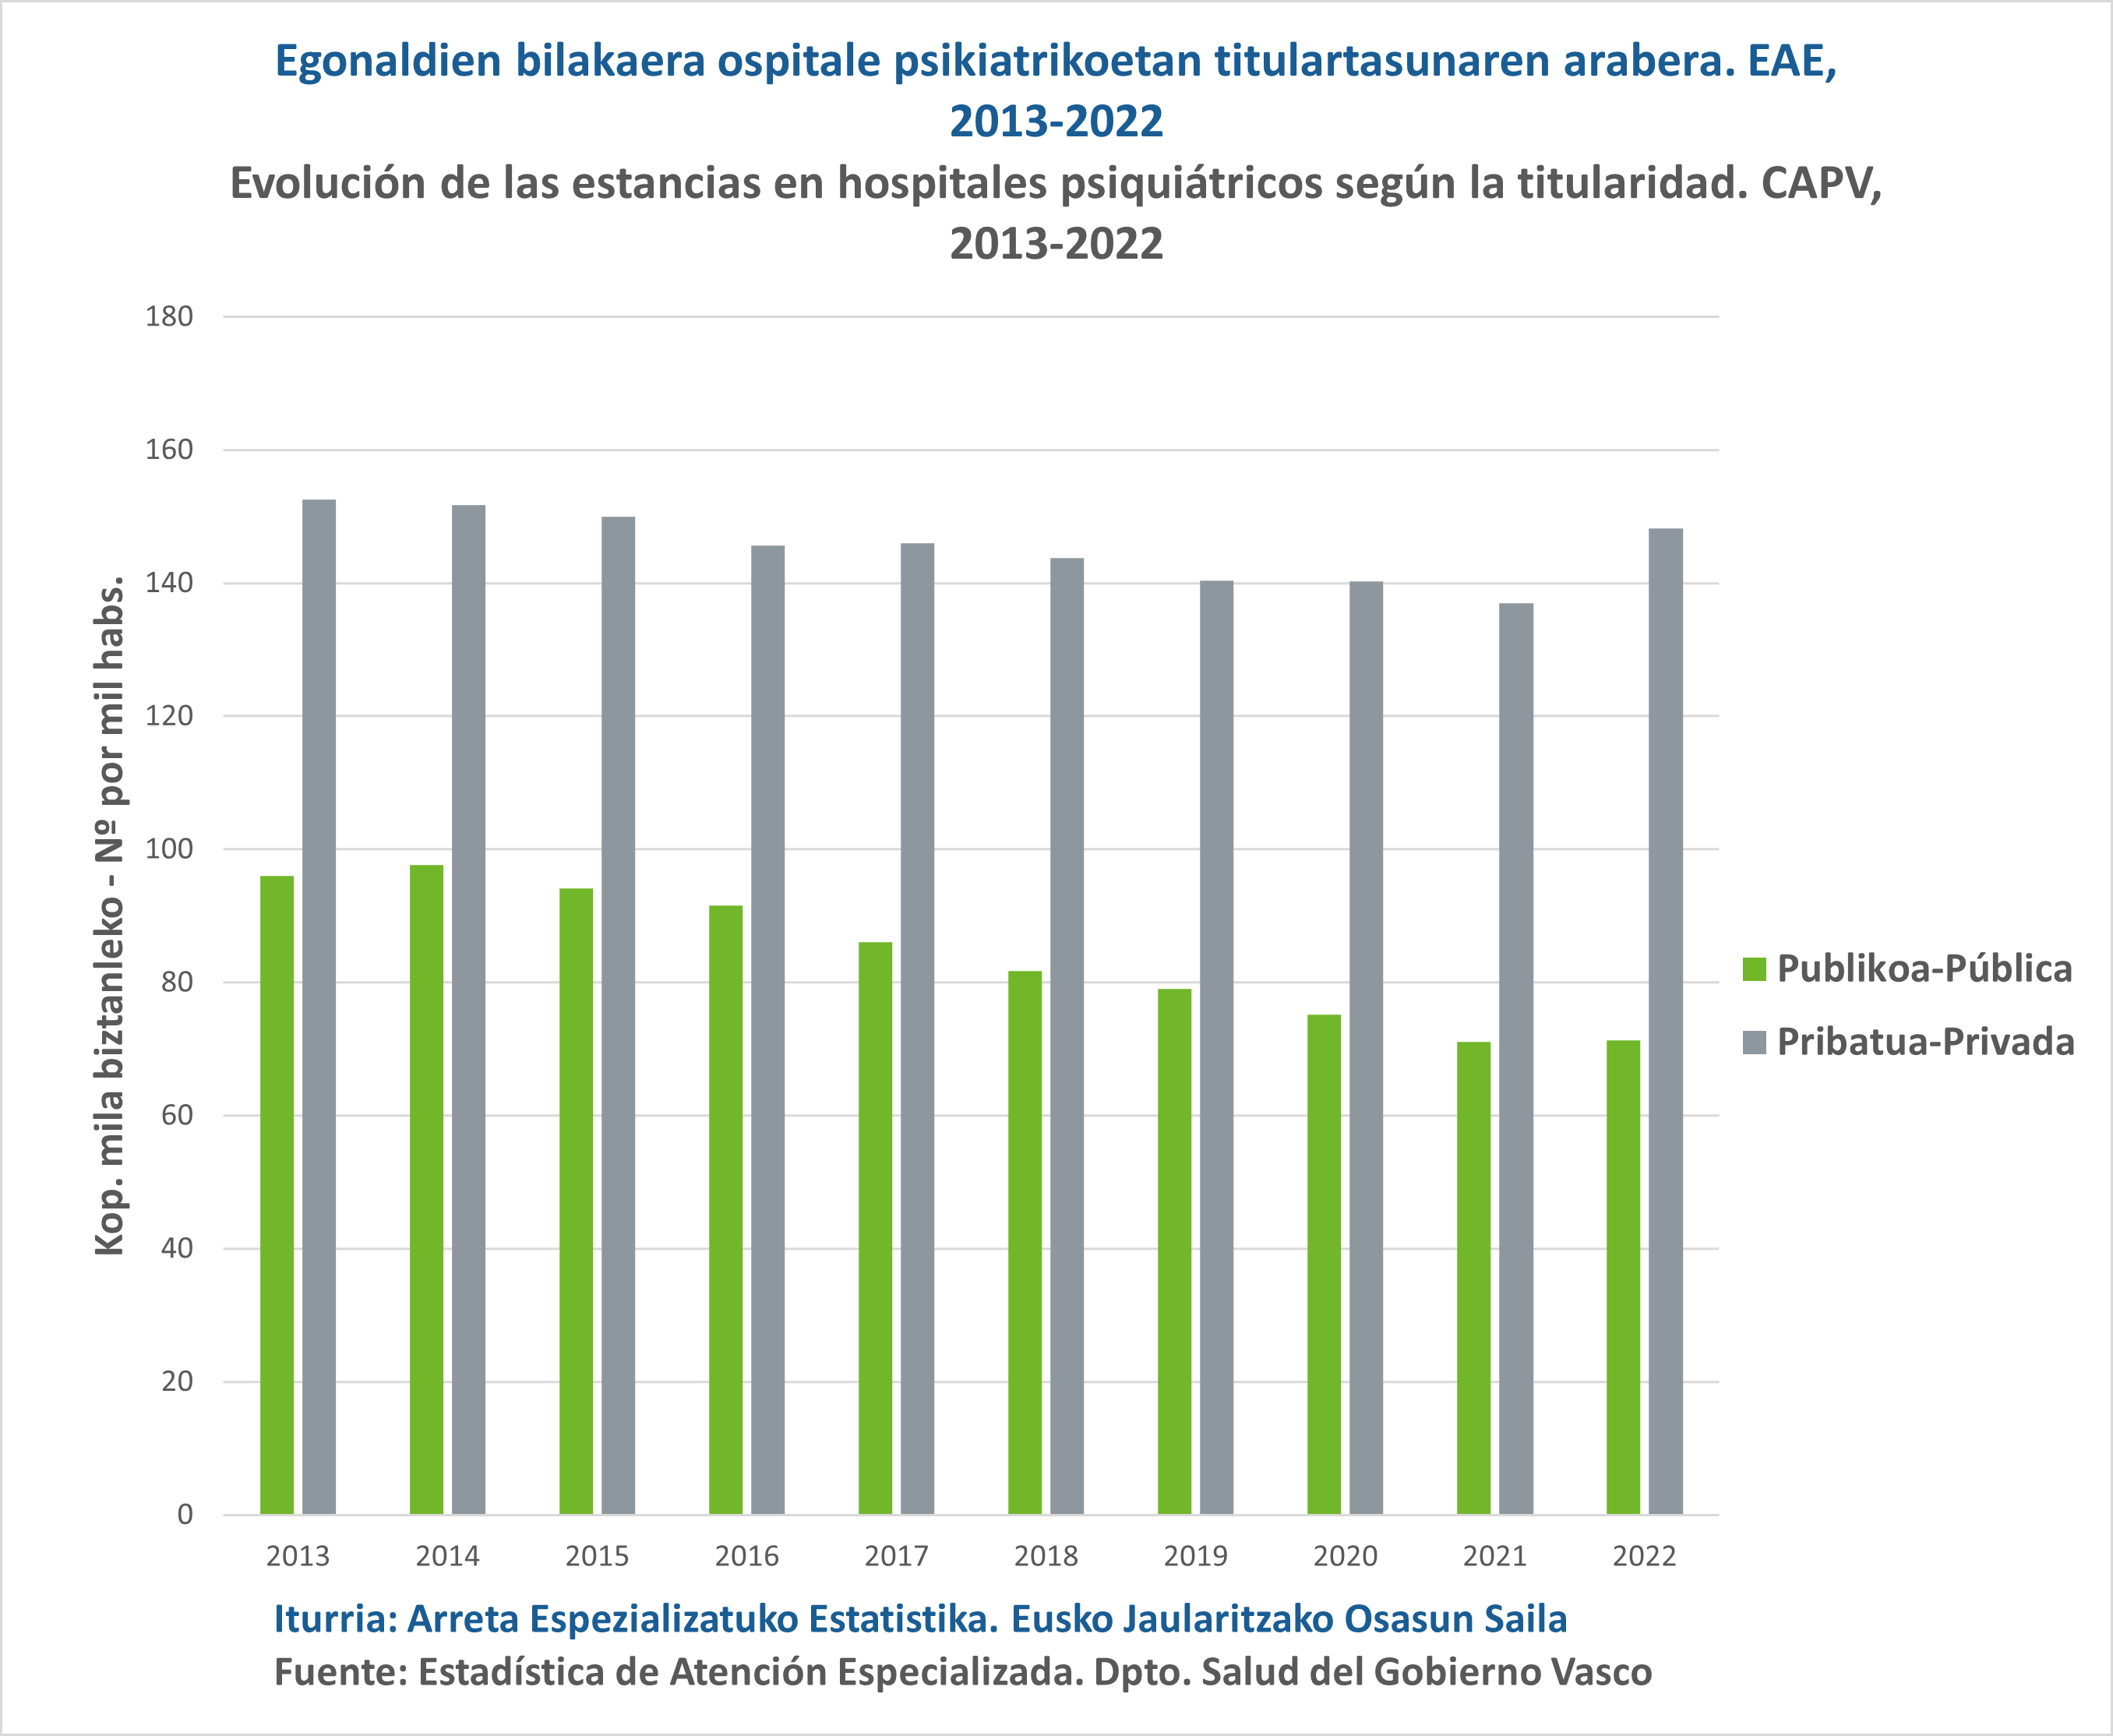 Egonaldien bilakaera ospitale psikiatrikoetan titulartasunaren arabera. EAE,
2013-2022
Evolución de las estancias en hospitales psiquiátricos según la titularidad. CAPV,
2013-2022
Kop. mila biztanleko - Nº por mil habs.
180
160
140
120
100
80
60
40
20
0
2013 2014 2015 2016 2017 2018 2019 2020 2021 2022
Publikoa-Pública
Pribatua-Privada
Iturria: Arreta Espezializatuko Estatistika. Eusko Jaularitzako Osasun Saila
Fuente: Estadística de Atención Especializada. Dpto. Salud del Gobierno Vasco